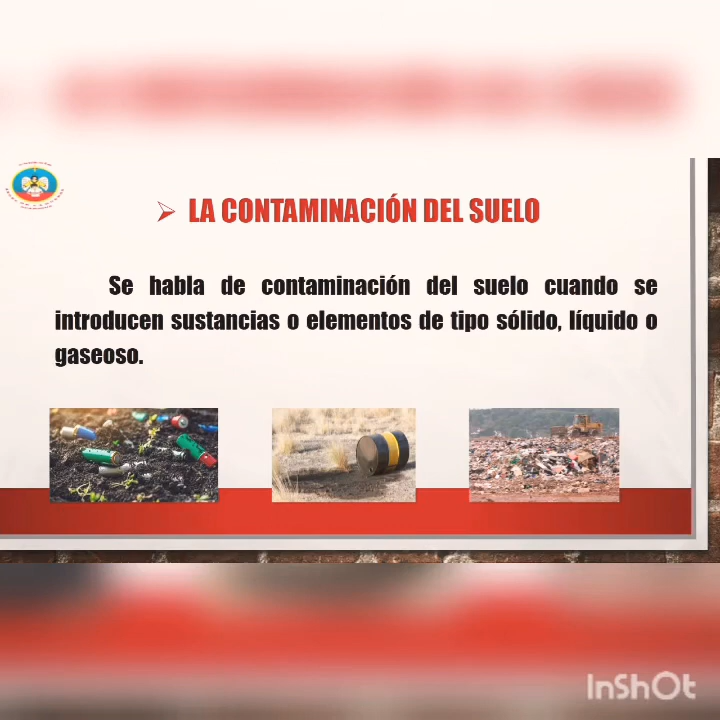 LA CONTAMINACIÓN DEL SUELO
Se habla de contaminación del suelo cuando se
introducen sustancias o elementos de tipo sólido, líquido o
gaseoso.
InShOt